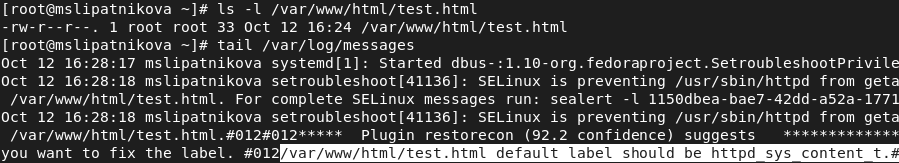 [root@mslipatnikova ~]# ls -l /var/www/html/test.html
-rw-r--r--. 1 root root 33 Oct 12 16:24 /var/www/html/test.html
[root@mslipatnikova ~]# tail /var/log/messages
Oct 12 16:28:17 mslipatnikova systemd[1]: Started dbus-:1.10-org.fedoraproject.SetroubleshootPrivile
Oct 12 16:28:18 mslipatnikova setroubleshoot[41136]: SELinux is preventing /usr/sbin/httpd from geta
/var/www/html/test.html. For complete SELinux messages run: sealert -l 1150dbea-bae7-42dd-a52a-1771
Oct 12 16:28:18 mslipatnikova setroubleshoot[41136]: SELinux is preventing /usr/sbin/httpd from geta
/var/www/html/test.html.#012#012***** Plugin restorecon (92.2 confidence) suggests *************
you want to fix the label. #012/var/www/html/test.html default label should be httpd_sys_content_t.#